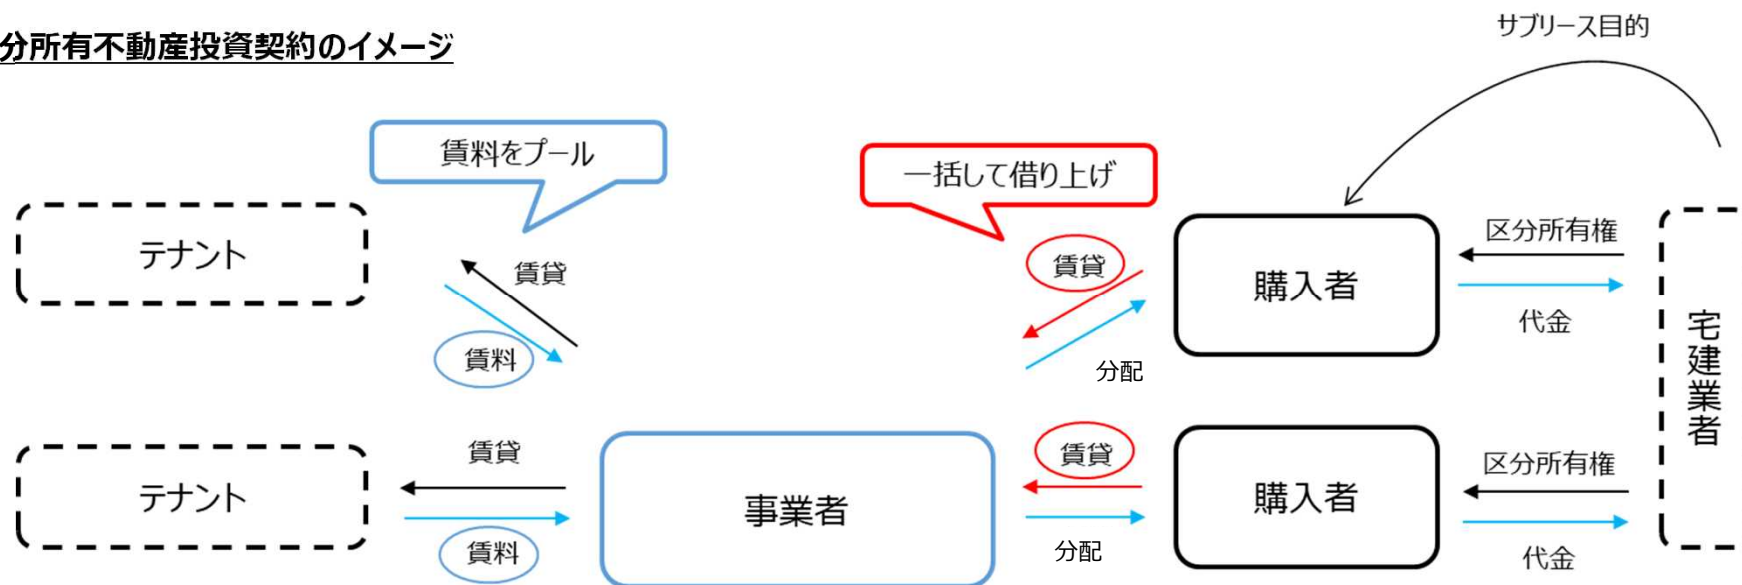 分所有不動産投資契約のイメージ
サブリース目的
賃料をプール
一括して借り上げ
テナント
賃貸
賃料
賃貸
分配
購入者
区分所有権
代金
宅建業者
テナント
賃貸
賃料
事業者
賃貸
分配
購入者
区分所有権
代金